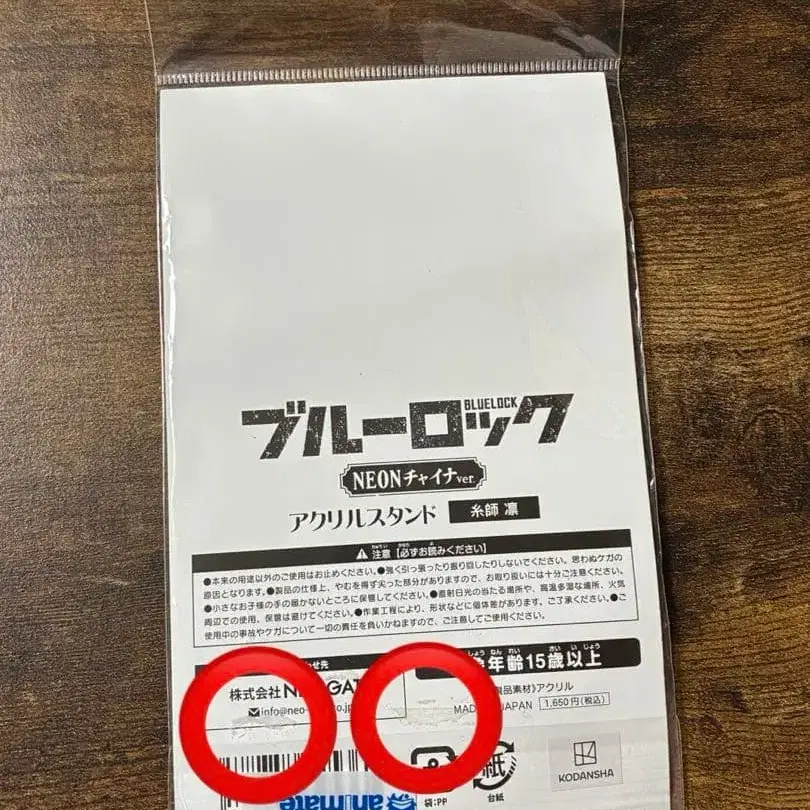 BLUELOCK
ブルーロック
NEONチャイナver.
アクリルスタンド 糸師 凛
注意【必ずお読みください】
●本来の用途以外のご使用はお止めください。●強く引っ張ったり振り回したりしないでください。思わぬケガの
原因となります。●製品の仕様上、やむを得ず尖った部分がありますので、お取り扱いには十分ご注意ください。
●小さなお子様の手の届かないところに保管してください。●直射日光の当たる場所や、高温多湿な場所、火気
周辺での使用、保管は避けてください。●作業工程により、形状などに個体差があります。ご了承ください。●ご
使用中の事故やケガについて一切の責任を負いかねますので、ご注意してご使用ください。
わせ先
年齢15歳以上
株式会社
品素材》アクリル
info@neo-
JAPAN 1,650円(税込)
animate
袋:PP
紙
台紙
KODANSHA